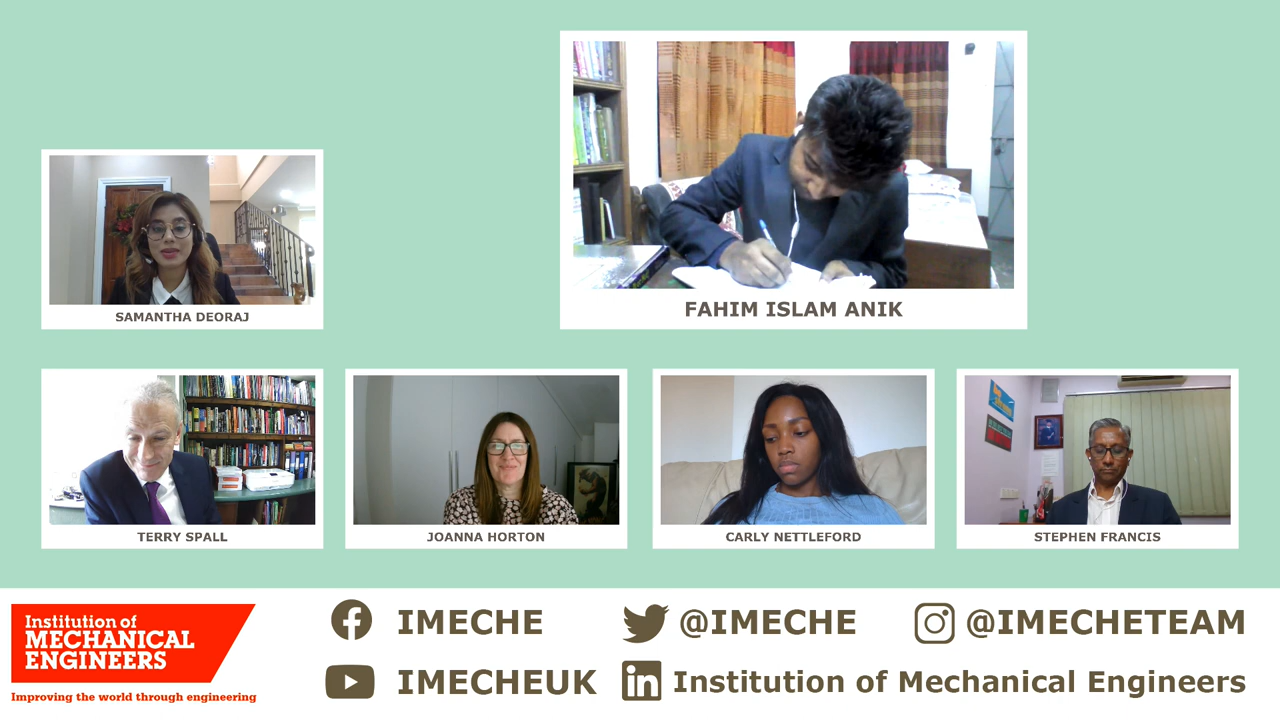 FAHIM ISLAM ANIK
SAMANTHA DEORAJ
TERRY SPALL
JOANNA HORTON
CARLY NETTLEFORD
STEPHEN FRANCIS
Institution of
MECHANICAL
ENGINEERS
Improving the world through engineering
IMECHE
@IMECHE
@IMECHETEAM
IMECHEUK
in
Institution of Mechanical Engineers